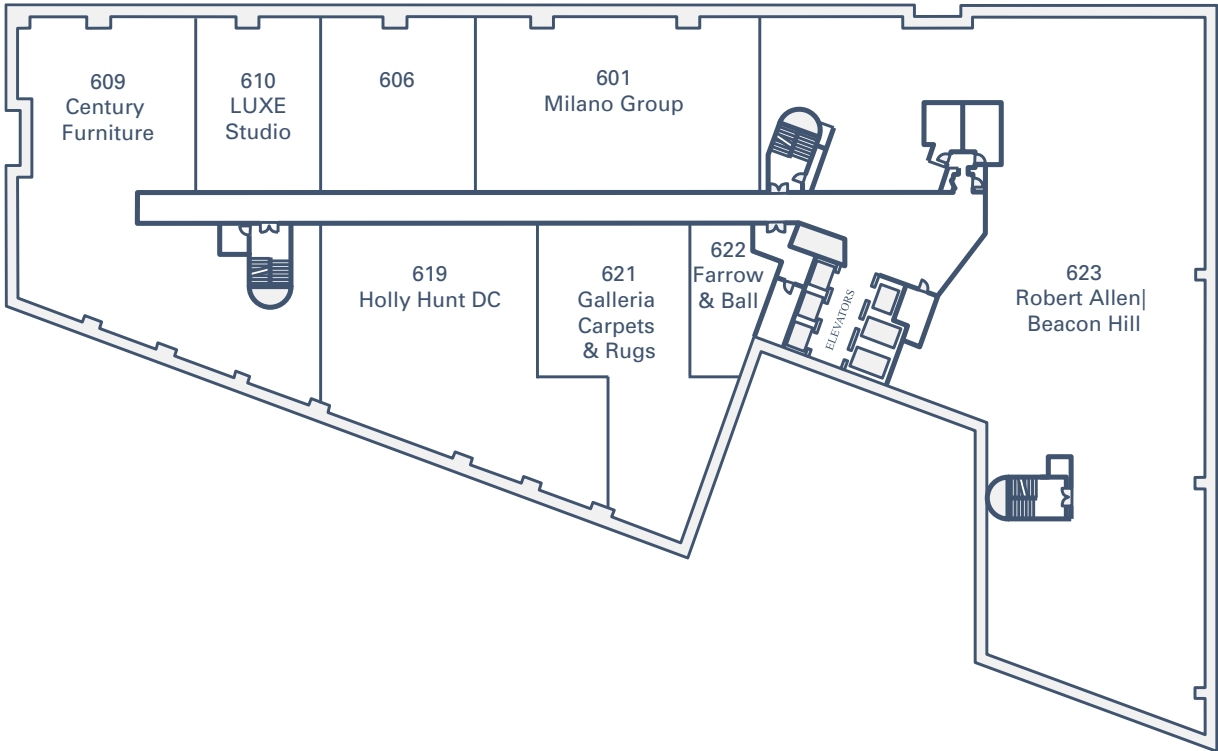 609
Century
Furniture
610
LUXE
Studio
606
601
Milano Group
619
Holly Hunt DC
621
Galleria
Carpets
& Rugs
622
Farrow
& Ball
ELEVATORS
623
Robert Allen|
Beacon Hill